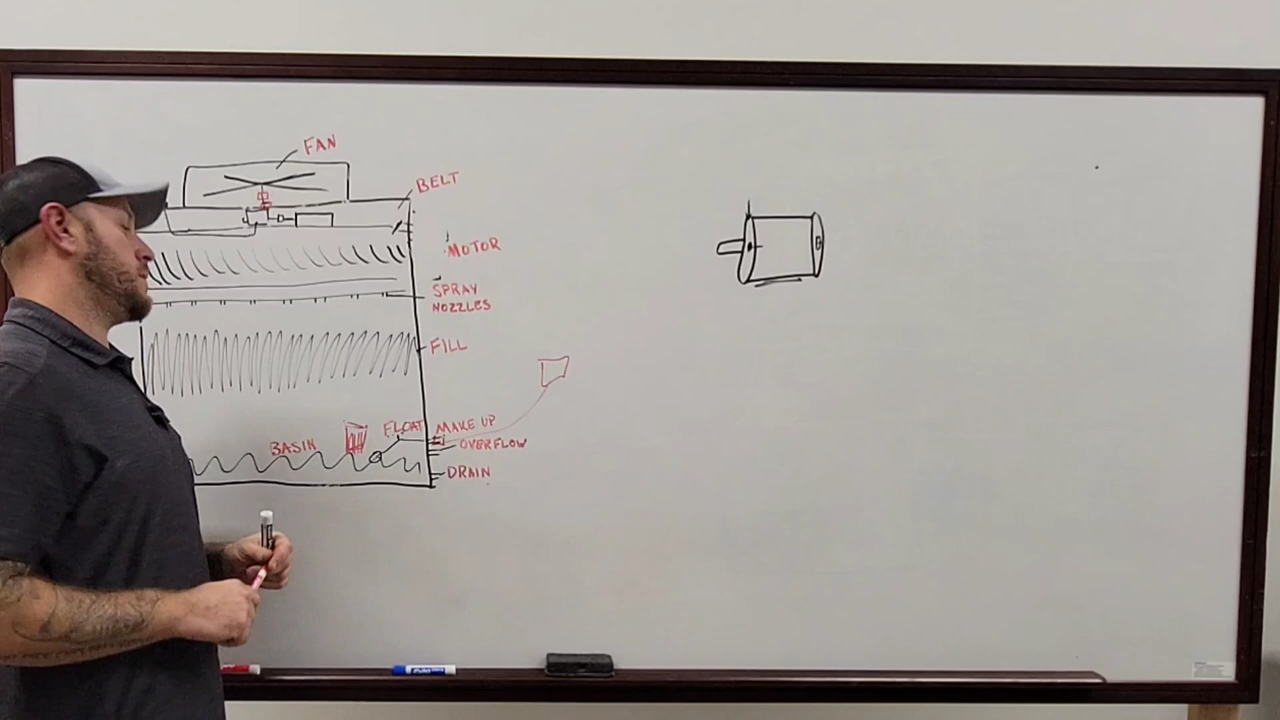 FAN
BELT
MOTOR
SPRAY
NOZZLES
FILL
FLOAT
MAKE UP
BASIN
OVERFLOW
DRAIN